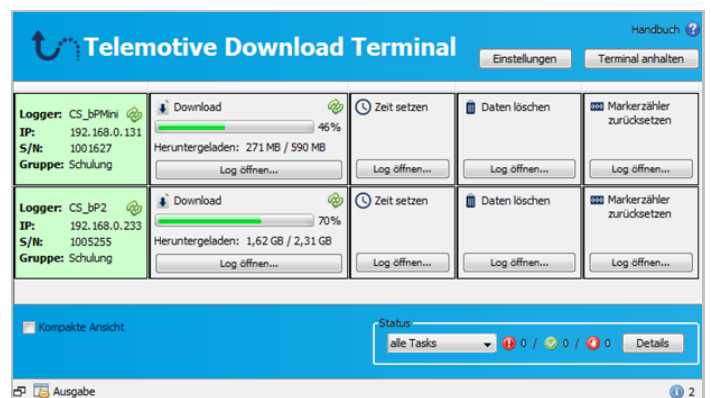 Handbuch
Telemotive Download Terminal
Einstellungen
Terminal anhalten
Logger: CS_bPMini
IP: 192.168.0.131
S/N: 1001627
Gruppe: Schulung
Download
46%
Heruntergeladen: 271 MB / 590 MB
Log öffnen...
Zeit setzen
Log öffnen...
Daten löschen
Log öffnen...
Markerzähler
zurücksetzen
Log öffnen...
Logger: CS_bP2
IP: 192.168.0.233
S/N: 1005255
Gruppe: Schulung
Download
70%
Heruntergeladen: 1,62 GB / 2,31 GB
Log öffnen...
Zeit setzen
Log öffnen...
Daten löschen
Log öffnen...
Markerzähler
zurücksetzen
Log öffnen...
Kompakte Ansicht
Status
alle Tasks
0 / 0 / 0
Details
Ausgabe
2